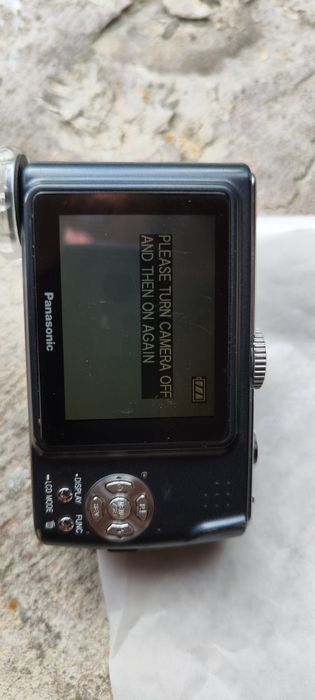 PLEASE TURN CAMERA OFF
AND THEN ON AGAIN
Panasonic
DISPLAY
FUNC
LCD MODE